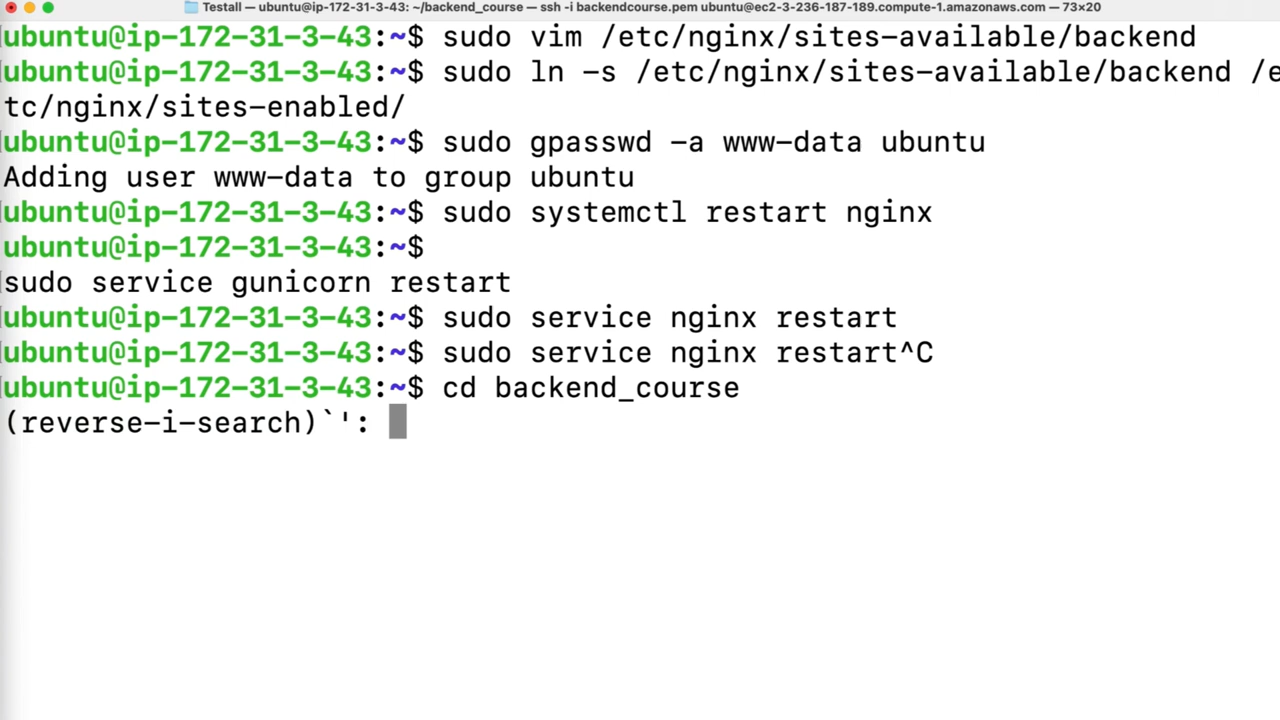 Testall — ubuntu@ip-172-31-3-43: ~/backend_course — ssh -i backendcourse.pem ubuntu@ec2-3-236-187-189.compute-1.amazonaws.com — 73×20
ubuntu@ip-172-31-3-43:~$ sudo vim /etc/nginx/sites-available/backend
ubuntu@ip-172-31-3-43:~$ sudo ln -s /etc/nginx/sites-available/backend /e
tc/nginx/sites-enabled/
ubuntu@ip-172-31-3-43:~$ sudo gpasswd -a www-data ubuntu
Adding user www-data to group ubuntu
ubuntu@ip-172-31-3-43:~$ sudo systemctl restart nginx
ubuntu@ip-172-31-3-43:~$
sudo service gunicorn restart
ubuntu@ip-172-31-3-43:~$ sudo service nginx restart
ubuntu@ip-172-31-3-43:~$ sudo service nginx restart^C
ubuntu@ip-172-31-3-43:~$ cd backend_course
(reverse-i-search)`':